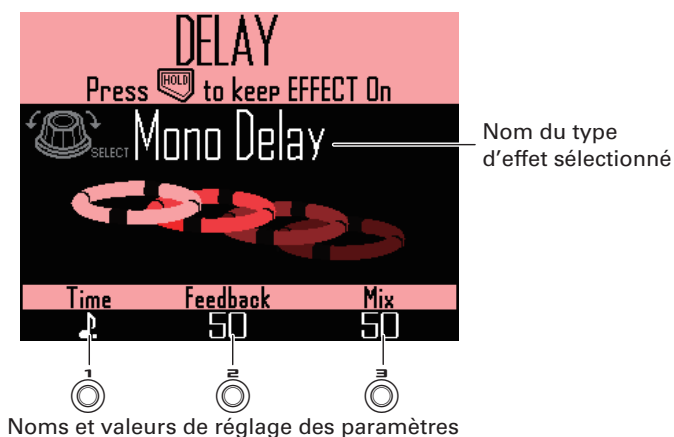 DELAY
Press HOLD to keep EFFECT On
SELECT Mono Delay
Nom du type
d'effet sélectionné
Time Feedback Mix
50 50
1 2 3
Noms et valeurs de réglage des paramètres